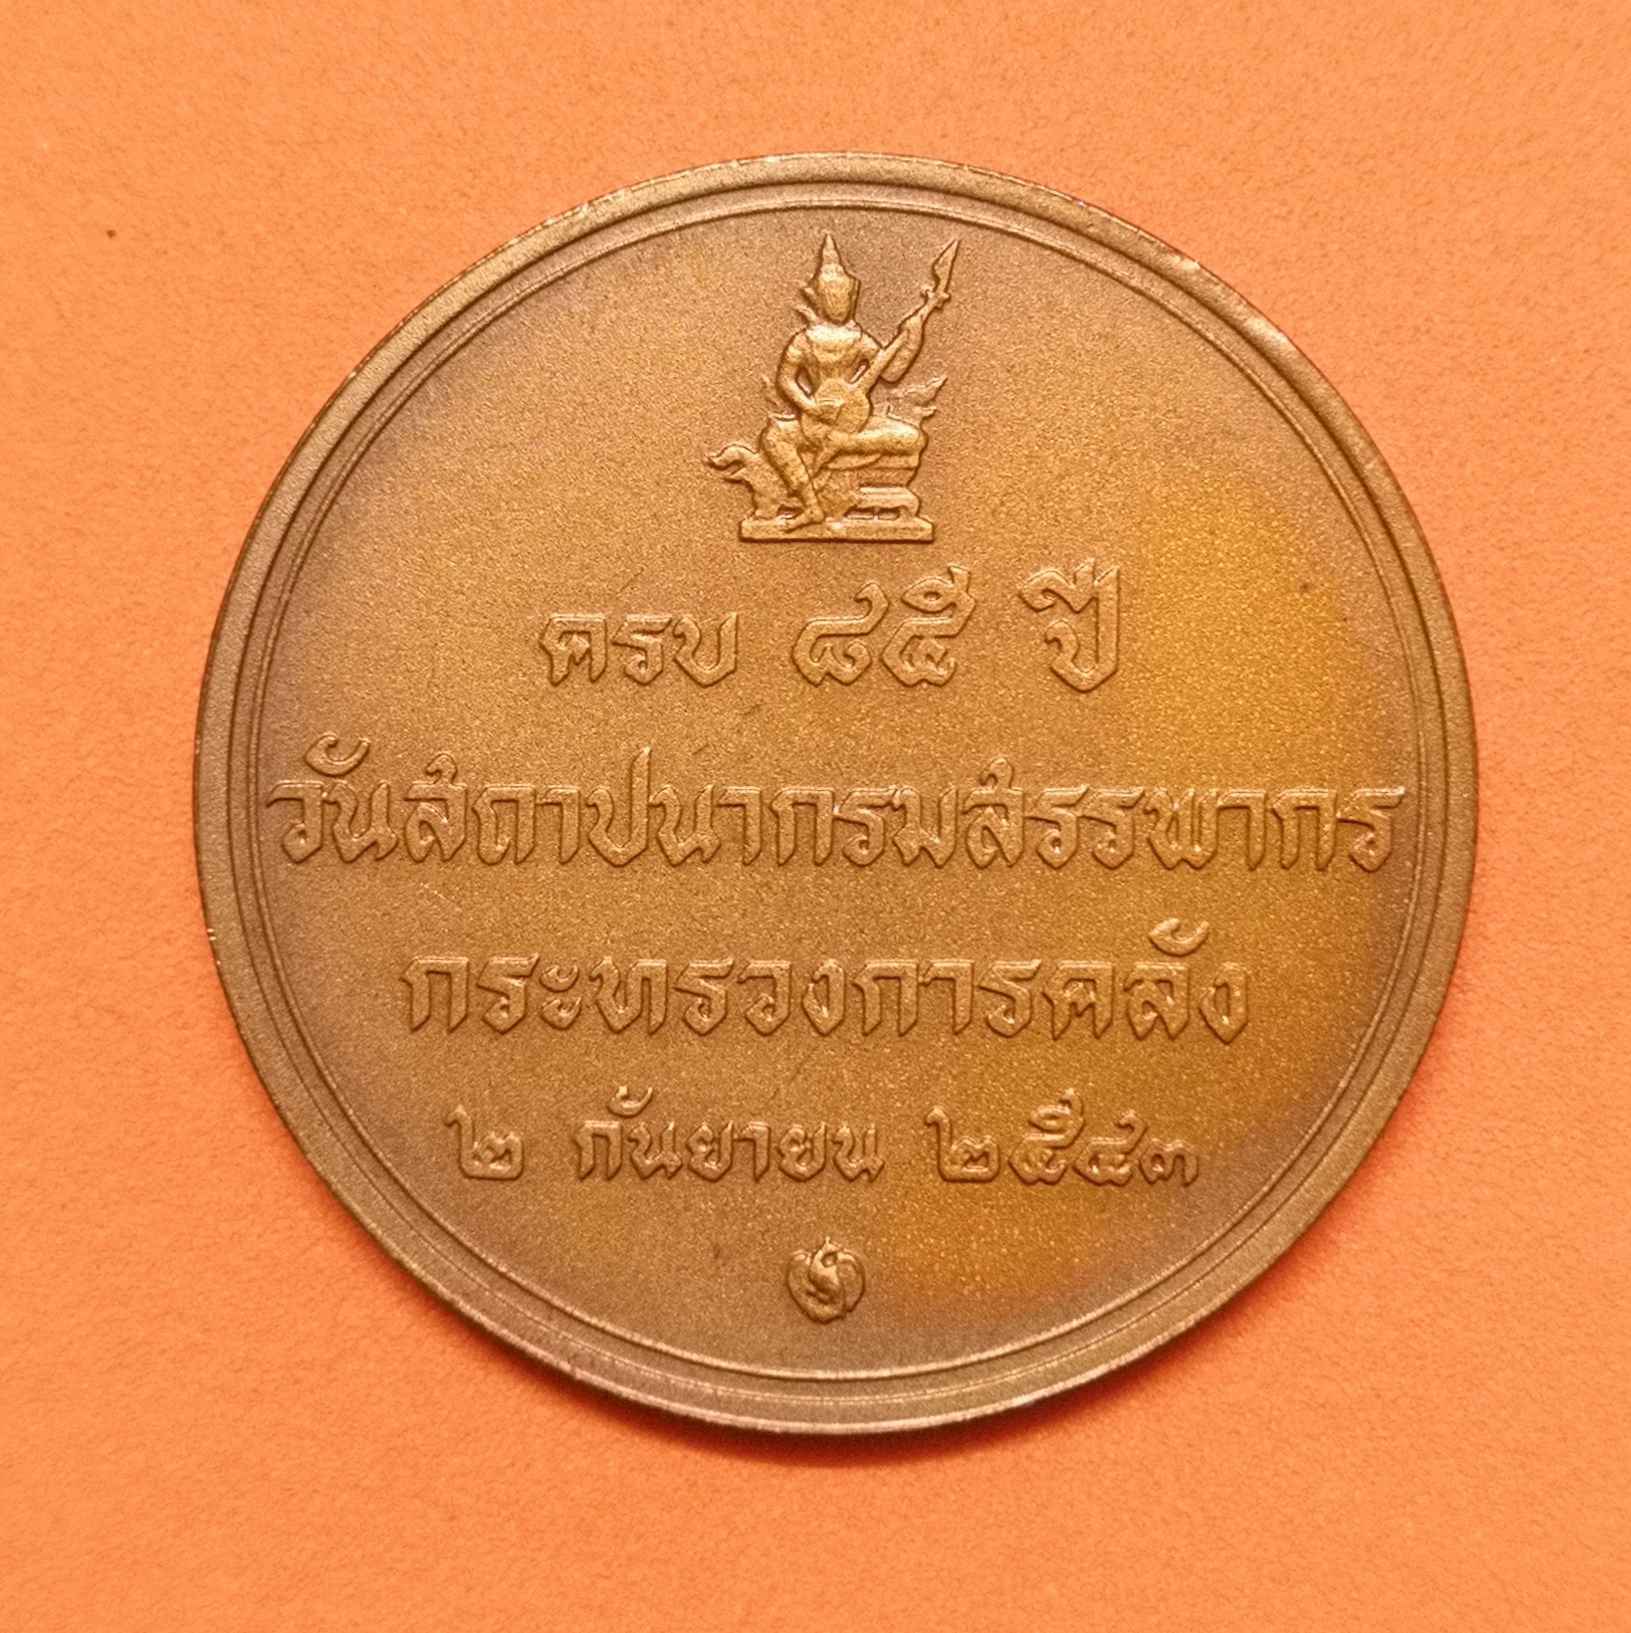 ครบ ๘๕ ปี
วันสถาปนากรมสรรพากร
กระทรวงการคลัง
๒ กันยายน ๒๕๔๓